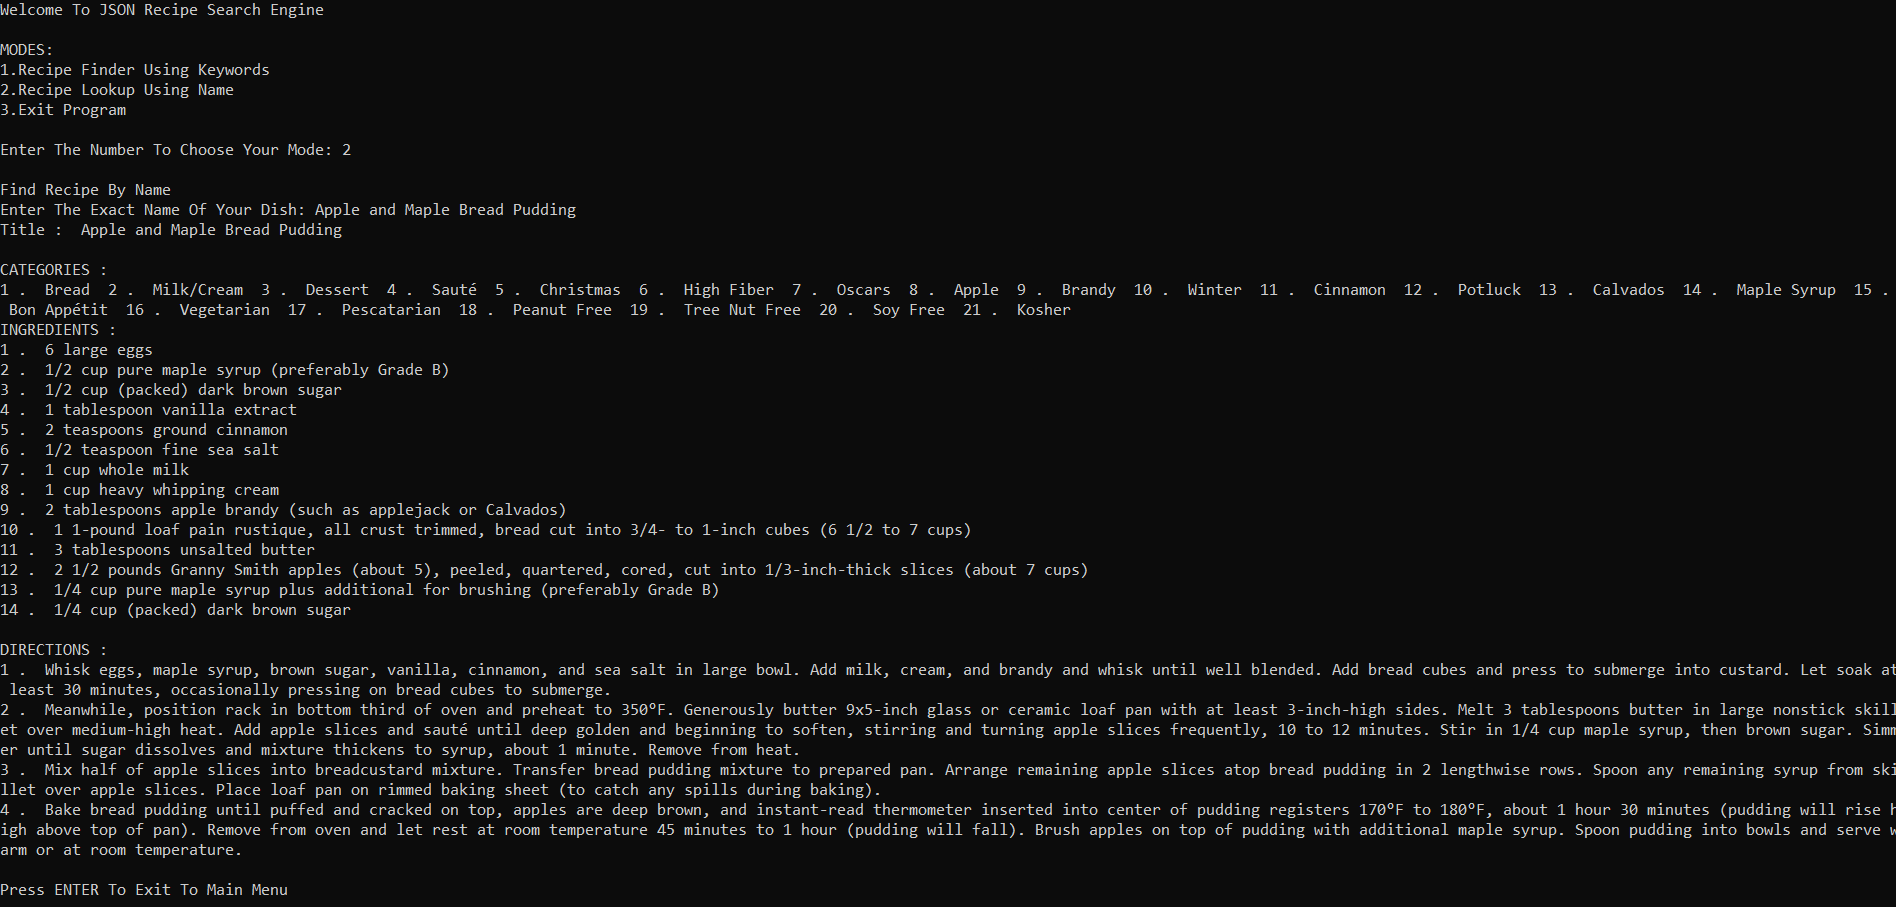 Welcome To JSON Recipe Search Engine
MODES:
1.Recipe Finder Using Keywords
2.Recipe Lookup Using Name
3.Exit Program
Enter The Number To Choose Your Mode: 2
Find Recipe By Name
Enter The Exact Name Of Your Dish: Apple and Maple Bread Pudding
Title :  Apple and Maple Bread Pudding
CATEGORIES :
1 .  Bread  2 .  Milk/Cream  3 .  Dessert  4 .  Sauté  5 .  Christmas  6 .  High Fiber  7 .  Oscars  8 .  Apple  9 .  Brandy  10 .  Winter  11 .  Cinnamon  12 .  Potluck  13 .  Calvados  14 .  Maple Syrup  15 .
 Bon Appétit  16 .  Vegetarian  17 .  Pescatarian  18 .  Peanut Free  19 .  Tree Nut Free  20 .  Soy Free  21 .  Kosher
INGREDIENTS :
1 .  6 large eggs
2 .  1/2 cup pure maple syrup (preferably Grade B)
3 .  1/2 cup (packed) dark brown sugar
4 .  1 tablespoon vanilla extract
5 .  2 teaspoons ground cinnamon
6 .  1/2 teaspoon fine sea salt
7 .  1 cup whole milk
8 .  1 cup heavy whipping cream
9 .  2 tablespoons apple brandy (such as applejack or Calvados)
10 .  1 1-pound loaf pain rustique, all crust trimmed, bread cut into 3/4- to 1-inch cubes (6 1/2 to 7 cups)
11 .  3 tablespoons unsalted butter
12 .  2 1/2 pounds Granny Smith apples (about 5), peeled, quartered, cored, cut into 1/3-inch-thick slices (about 7 cups)
13 .  1/4 cup pure maple syrup plus additional for brushing (preferably Grade B)
14 .  1/4 cup (packed) dark brown sugar
DIRECTIONS :
1 .  Whisk eggs, maple syrup, brown sugar, vanilla, cinnamon, and sea salt in large bowl. Add milk, cream, and brandy and whisk until well blended. Add bread cubes and press to submerge into custard. Let soak at
 least 30 minutes, occasionally pressing on bread cubes to submerge.
2 .  Meanwhile, position rack in bottom third of oven and preheat to 350°F. Generously butter 9x5-inch glass or ceramic loaf pan with at least 3-inch-high sides. Melt 3 tablespoons butter in large nonstick skill
et over medium-high heat. Add apple slices and sauté until deep golden and beginning to soften, stirring and turning apple slices frequently, 10 to 12 minutes. Stir in 1/4 cup maple syrup, then brown sugar. Simm
er until sugar dissolves and mixture thickens to syrup, about 1 minute. Remove from heat.
3 .  Mix half of apple slices into breadcustard mixture. Transfer bread pudding mixture to prepared pan. Arrange remaining apple slices atop bread pudding in 2 lengthwise rows. Spoon any remaining syrup from ski
llet over apple slices. Place loaf pan on rimmed baking sheet (to catch any spills during baking).
4 .  Bake bread pudding until puffed and cracked on top, apples are deep brown, and instant-read thermometer inserted into center of pudding registers 170°F to 180°F, about 1 hour 30 minutes (pudding will rise h
igh above top of pan). Remove from oven and let rest at room temperature 45 minutes to 1 hour (pudding will fall). Brush apples on top of pudding with additional maple syrup. Spoon pudding into bowls and serve w
arm or at room temperature.
Press ENTER To Exit To Main Menu